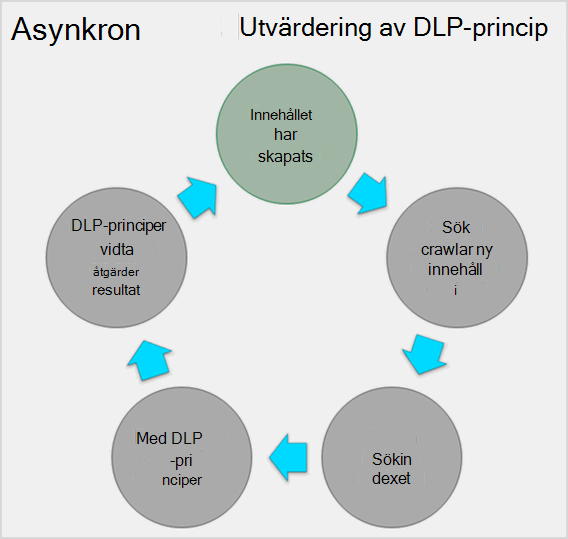 Asynkron
Utvärdering av DLP-princip
Innehållet
har
skapats
Sök
crawlar ny
innehåll
i
Sökin
dexet
Med DLP
-pri
nciper
DLP-principer
vidta
åtgärder
resultat